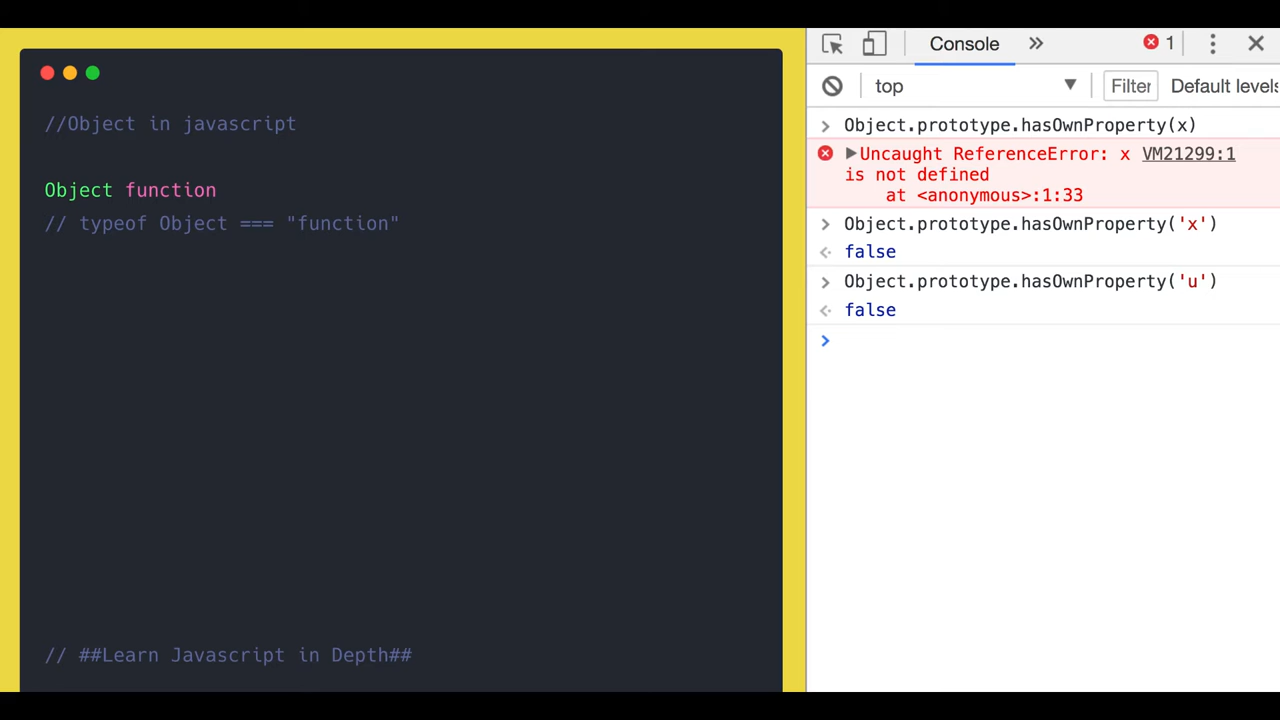 //Object in javascript
Object function
// typeof Object === "function"
// ##Learn Javascript in Depth##
Console » 1
top ▼ Filter Default levels
> Object.prototype.hasOwnProperty(x)
▶Uncaught ReferenceError: x VM21299:1
is not defined
at <anonymous>:1:33
> Object.prototype.hasOwnProperty('x')
false
> Object.prototype.hasOwnProperty('u')
false
>